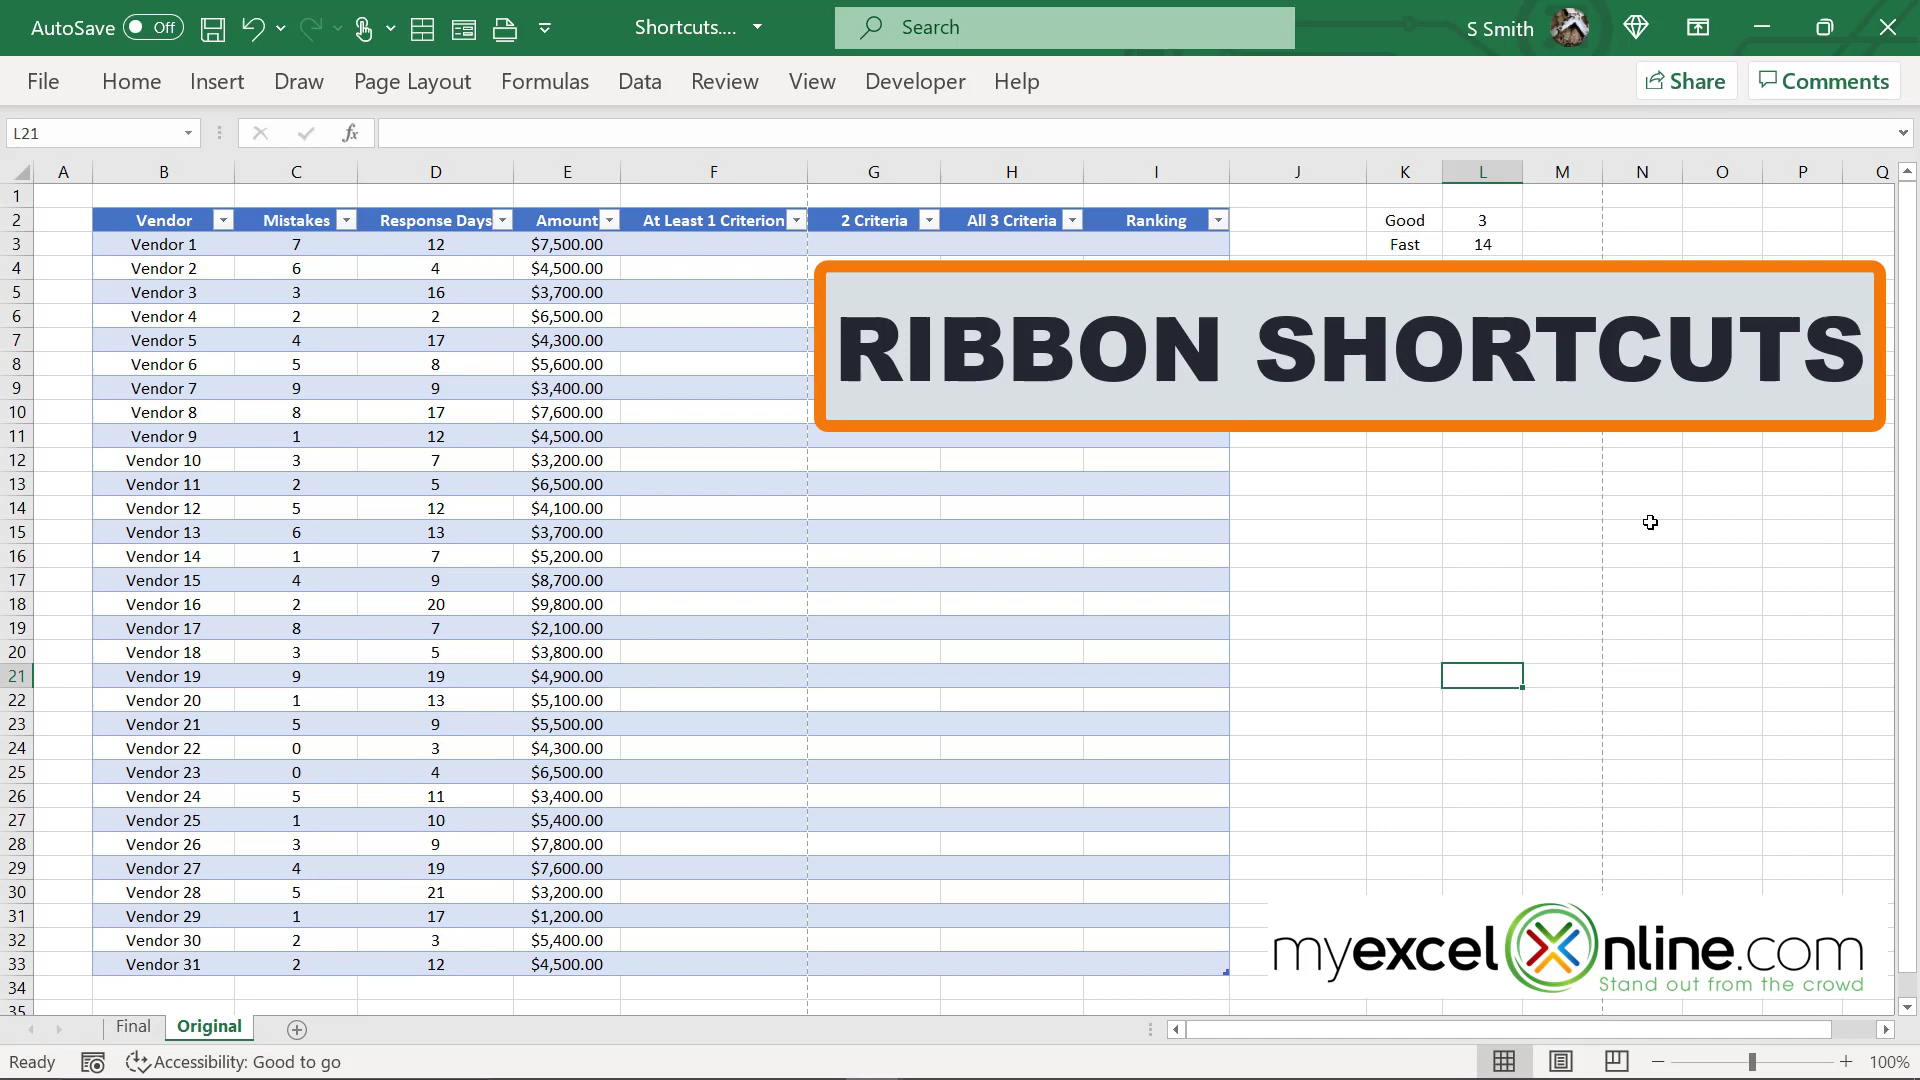 AutoSave Off Shortcuts.... Search S Smith
File Home Insert Draw Page Layout Formulas Data Review View Developer Help Share Comments
L21 fx
A B C D E F G H I J K L M N O P Q
1
2 Vendor Mistakes Response Days Amount At Least 1 Criterion 2 Criteria All 3 Criteria Ranking Good 3
3 Vendor 1 7 12 $7,500.00 Fast 14
4 Vendor 2 6 4 $4,500.00
5 Vendor 3 3 16 $3,700.00
6 Vendor 4 2 2 $6,500.00
7 Vendor 5 4 17 $4,300.00
RIBBON SHORTCUTS
8 Vendor 6 5 8 $5,600.00
9 Vendor 7 9 9 $3,400.00
10 Vendor 8 8 17 $7,600.00
11 Vendor 9 1 12 $4,500.00
12 Vendor 10 3 7 $3,200.00
13 Vendor 11 2 5 $6,500.00
14 Vendor 12 5 12 $4,100.00
15 Vendor 13 6 13 $3,700.00
16 Vendor 14 1 7 $5,200.00
17 Vendor 15 4 9 $8,700.00
18 Vendor 16 2 20 $9,800.00
19 Vendor 17 8 7 $2,100.00
20 Vendor 18 3 5 $3,800.00
21 Vendor 19 9 19 $4,900.00
22 Vendor 20 1 13 $5,100.00
23 Vendor 21 5 9 $5,500.00
24 Vendor 22 0 3 $4,300.00
25 Vendor 23 0 4 $6,500.00
26 Vendor 24 5 11 $3,400.00
27 Vendor 25 1 10 $5,400.00
28 Vendor 26 3 9 $7,800.00
29 Vendor 27 4 19 $7,600.00
30 Vendor 28 5 21 $3,200.00
31 Vendor 29 1 17 $1,200.00
32 Vendor 30 2 3 $5,400.00
33 Vendor 31 2 12 $4,500.00
34
35
myexcelonline.com
Stand out from the crowd
Final Original
Ready Accessibility: Good to go 100%